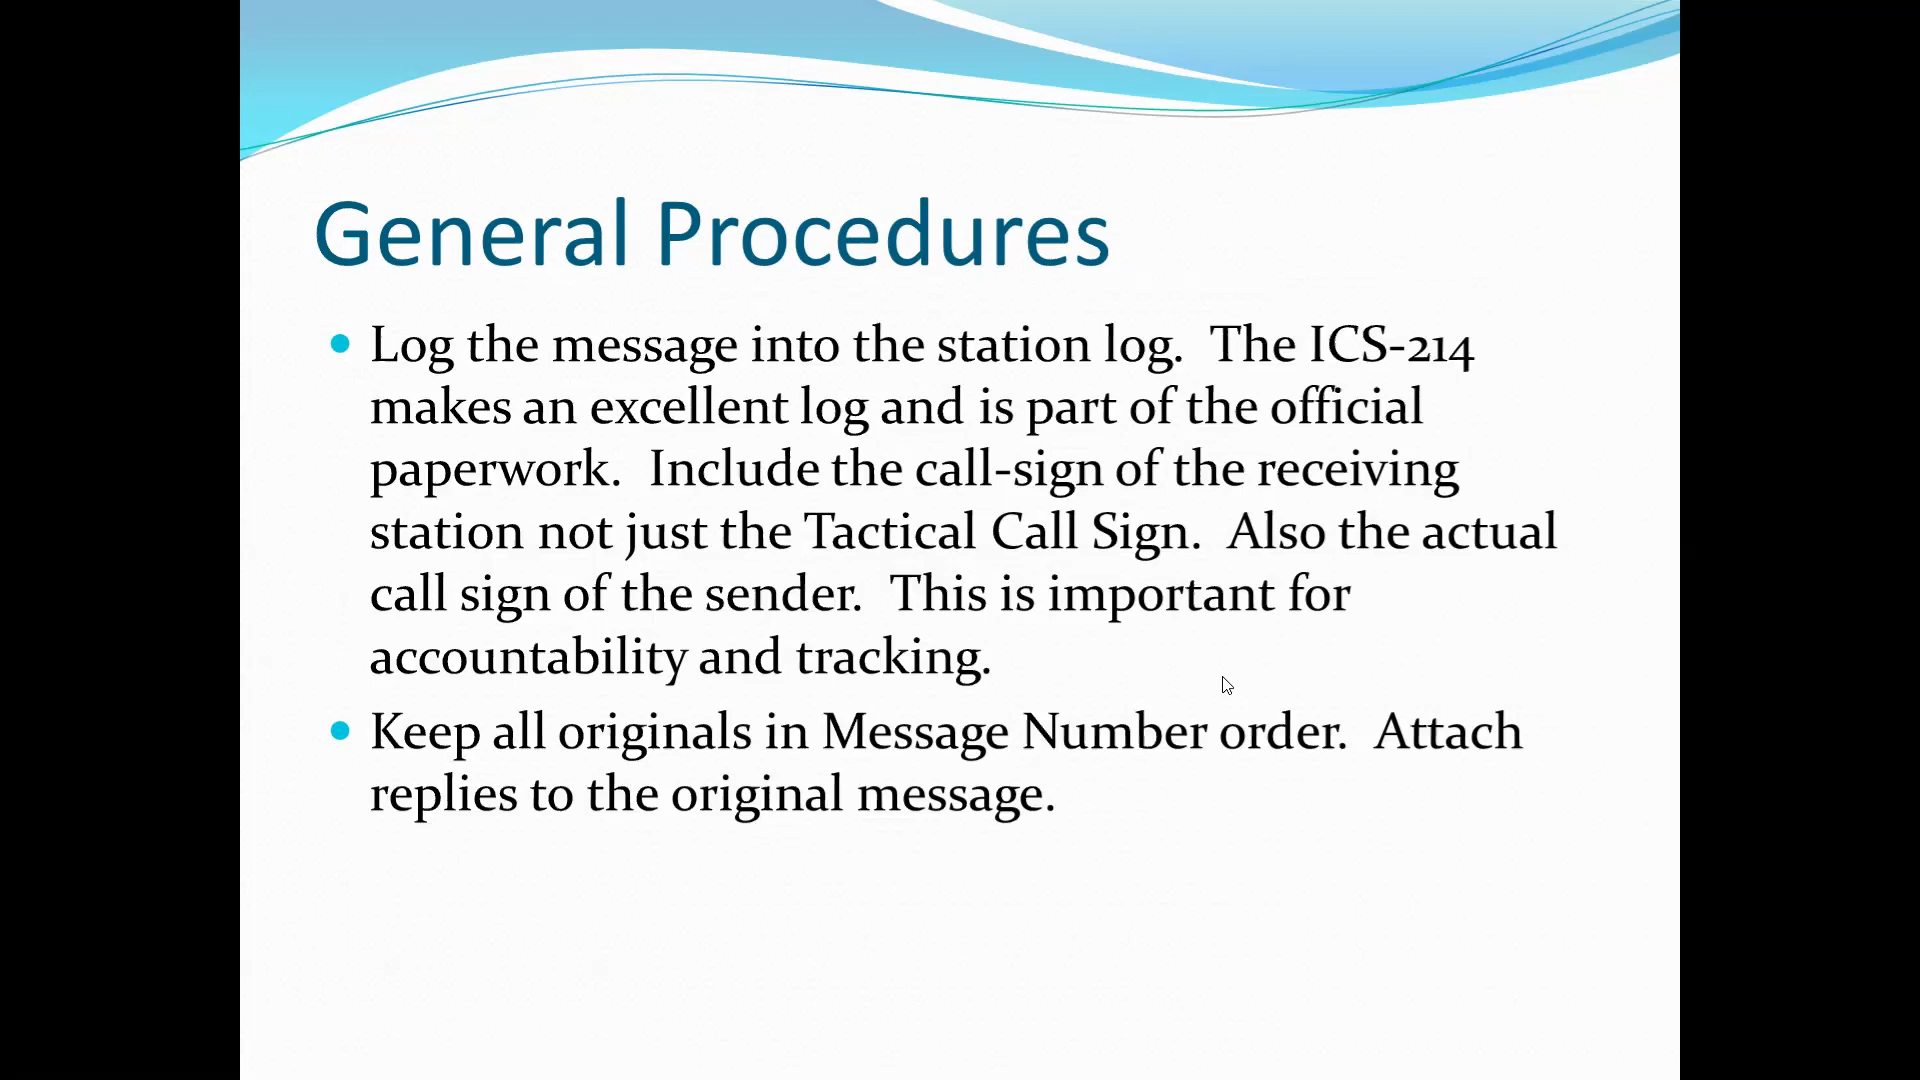 General Procedures
Log the message into the station log.  The ICS-214
makes an excellent log and is part of the official
paperwork.  Include the call-sign of the receiving
station not just the Tactical Call Sign.  Also the actual
call sign of the sender.  This is important for
accountability and tracking.
Keep all originals in Message Number order.  Attach
replies to the original message.